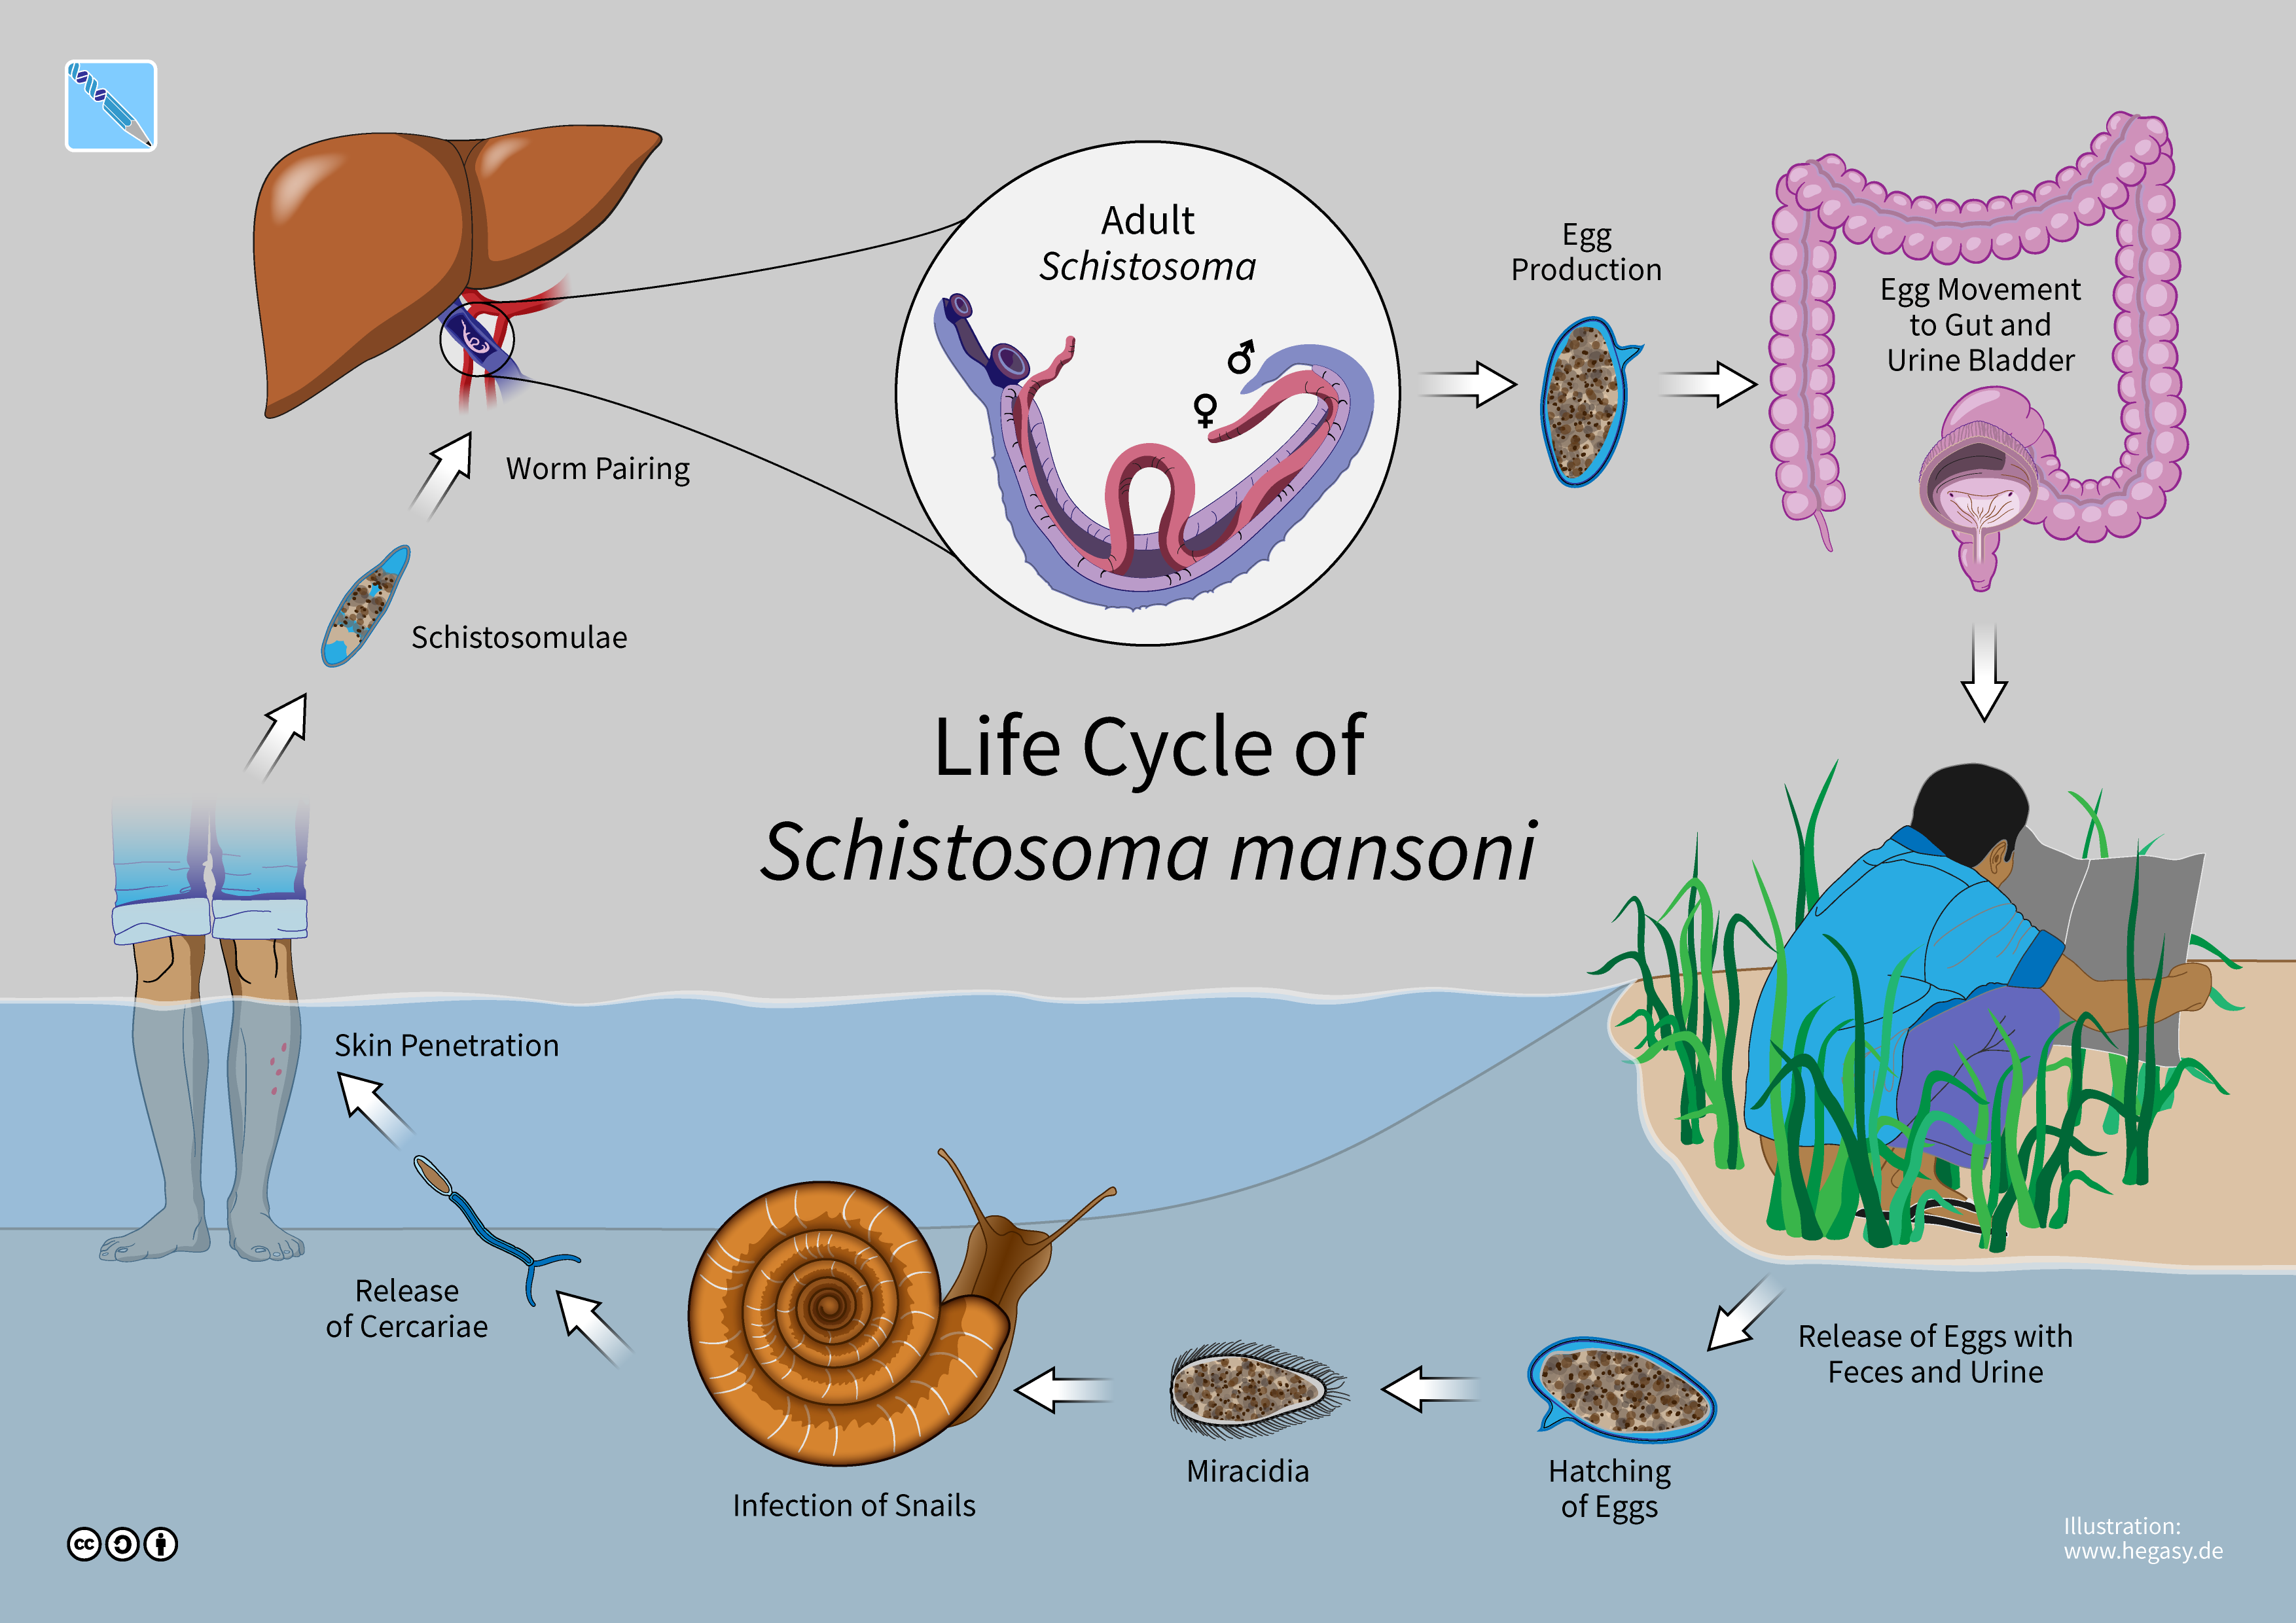 Adult
Schistosoma
♂
♀
Egg
Production
Egg Movement
to Gut and
Urine Bladder
Worm Pairing
Schistosomulae
Life Cycle of
Schistosoma mansoni
Skin Penetration
Release
of Cercariae
Infection of Snails
Miracidia
Hatching
of Eggs
Release of Eggs with
Feces and Urine
cc
Illustration:
www.hegasy.de